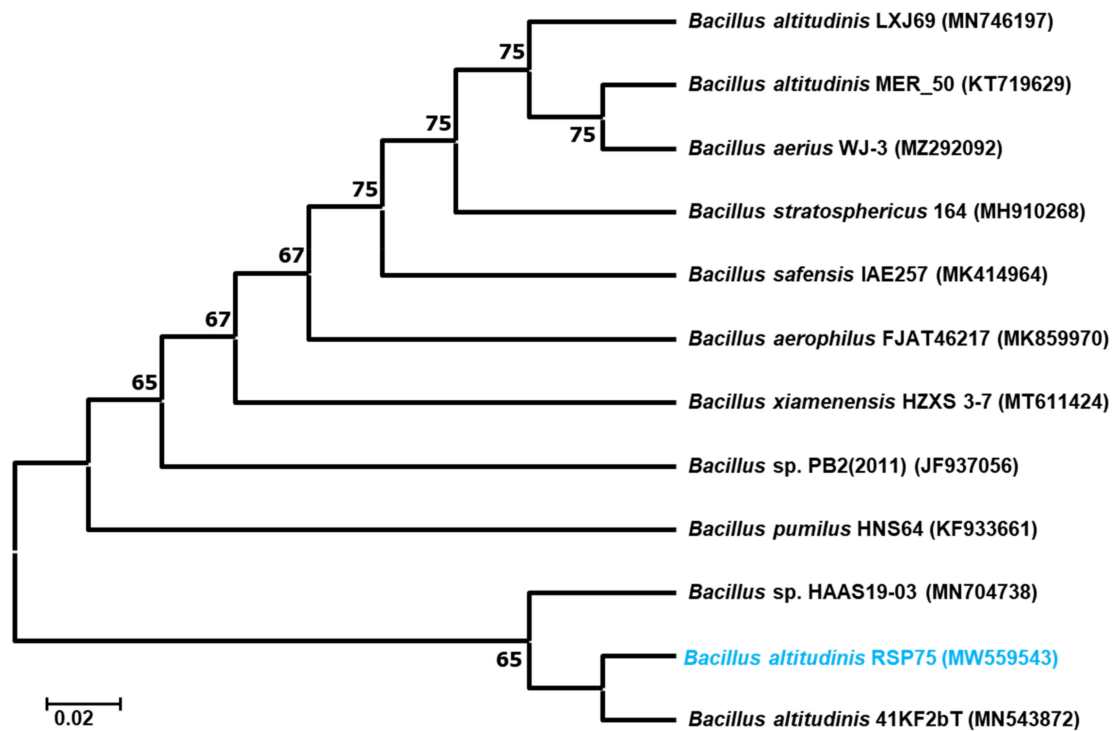 Bacillus altitudinis LXJ69 (MN746197)
75
Bacillus altitudinis MER_50 (KT719629)
75
75
Bacillus aerius WJ-3 (MZ292092)
75
Bacillus stratosphericus 164 (MH910268)
67
Bacillus safensis IAE257 (MK414964)
67
Bacillus aerophilus FJAT46217 (MK859970)
65
Bacillus xiamenensis HZXS 3-7 (MT611424)
Bacillus sp. PB2(2011) (JF937056)
Bacillus pumilus HNS64 (KF933661)
Bacillus sp. HAAS19-03 (MN704738)
65
Bacillus altitudinis RSP75 (MW559543)
Bacillus altitudinis 41KF2bT (MN543872)
0.02